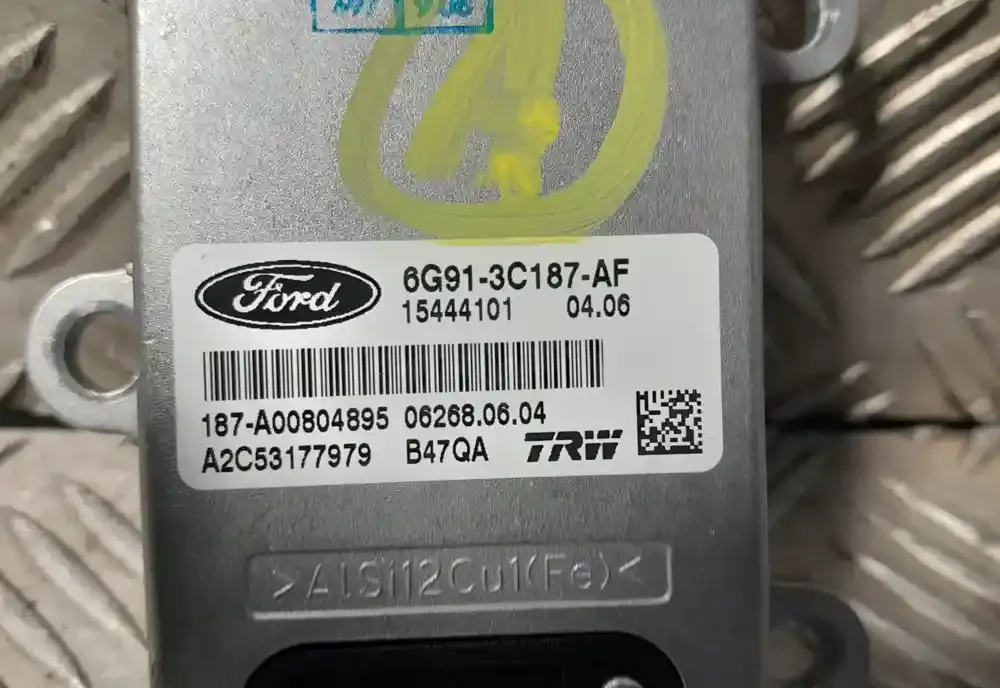 Ford
6G91-3C187-AF
15444101 04.06
187-A00804895 06268.06.04
A2C53177979 B47QA TRW
>AlSi12Cu1(Fe)<